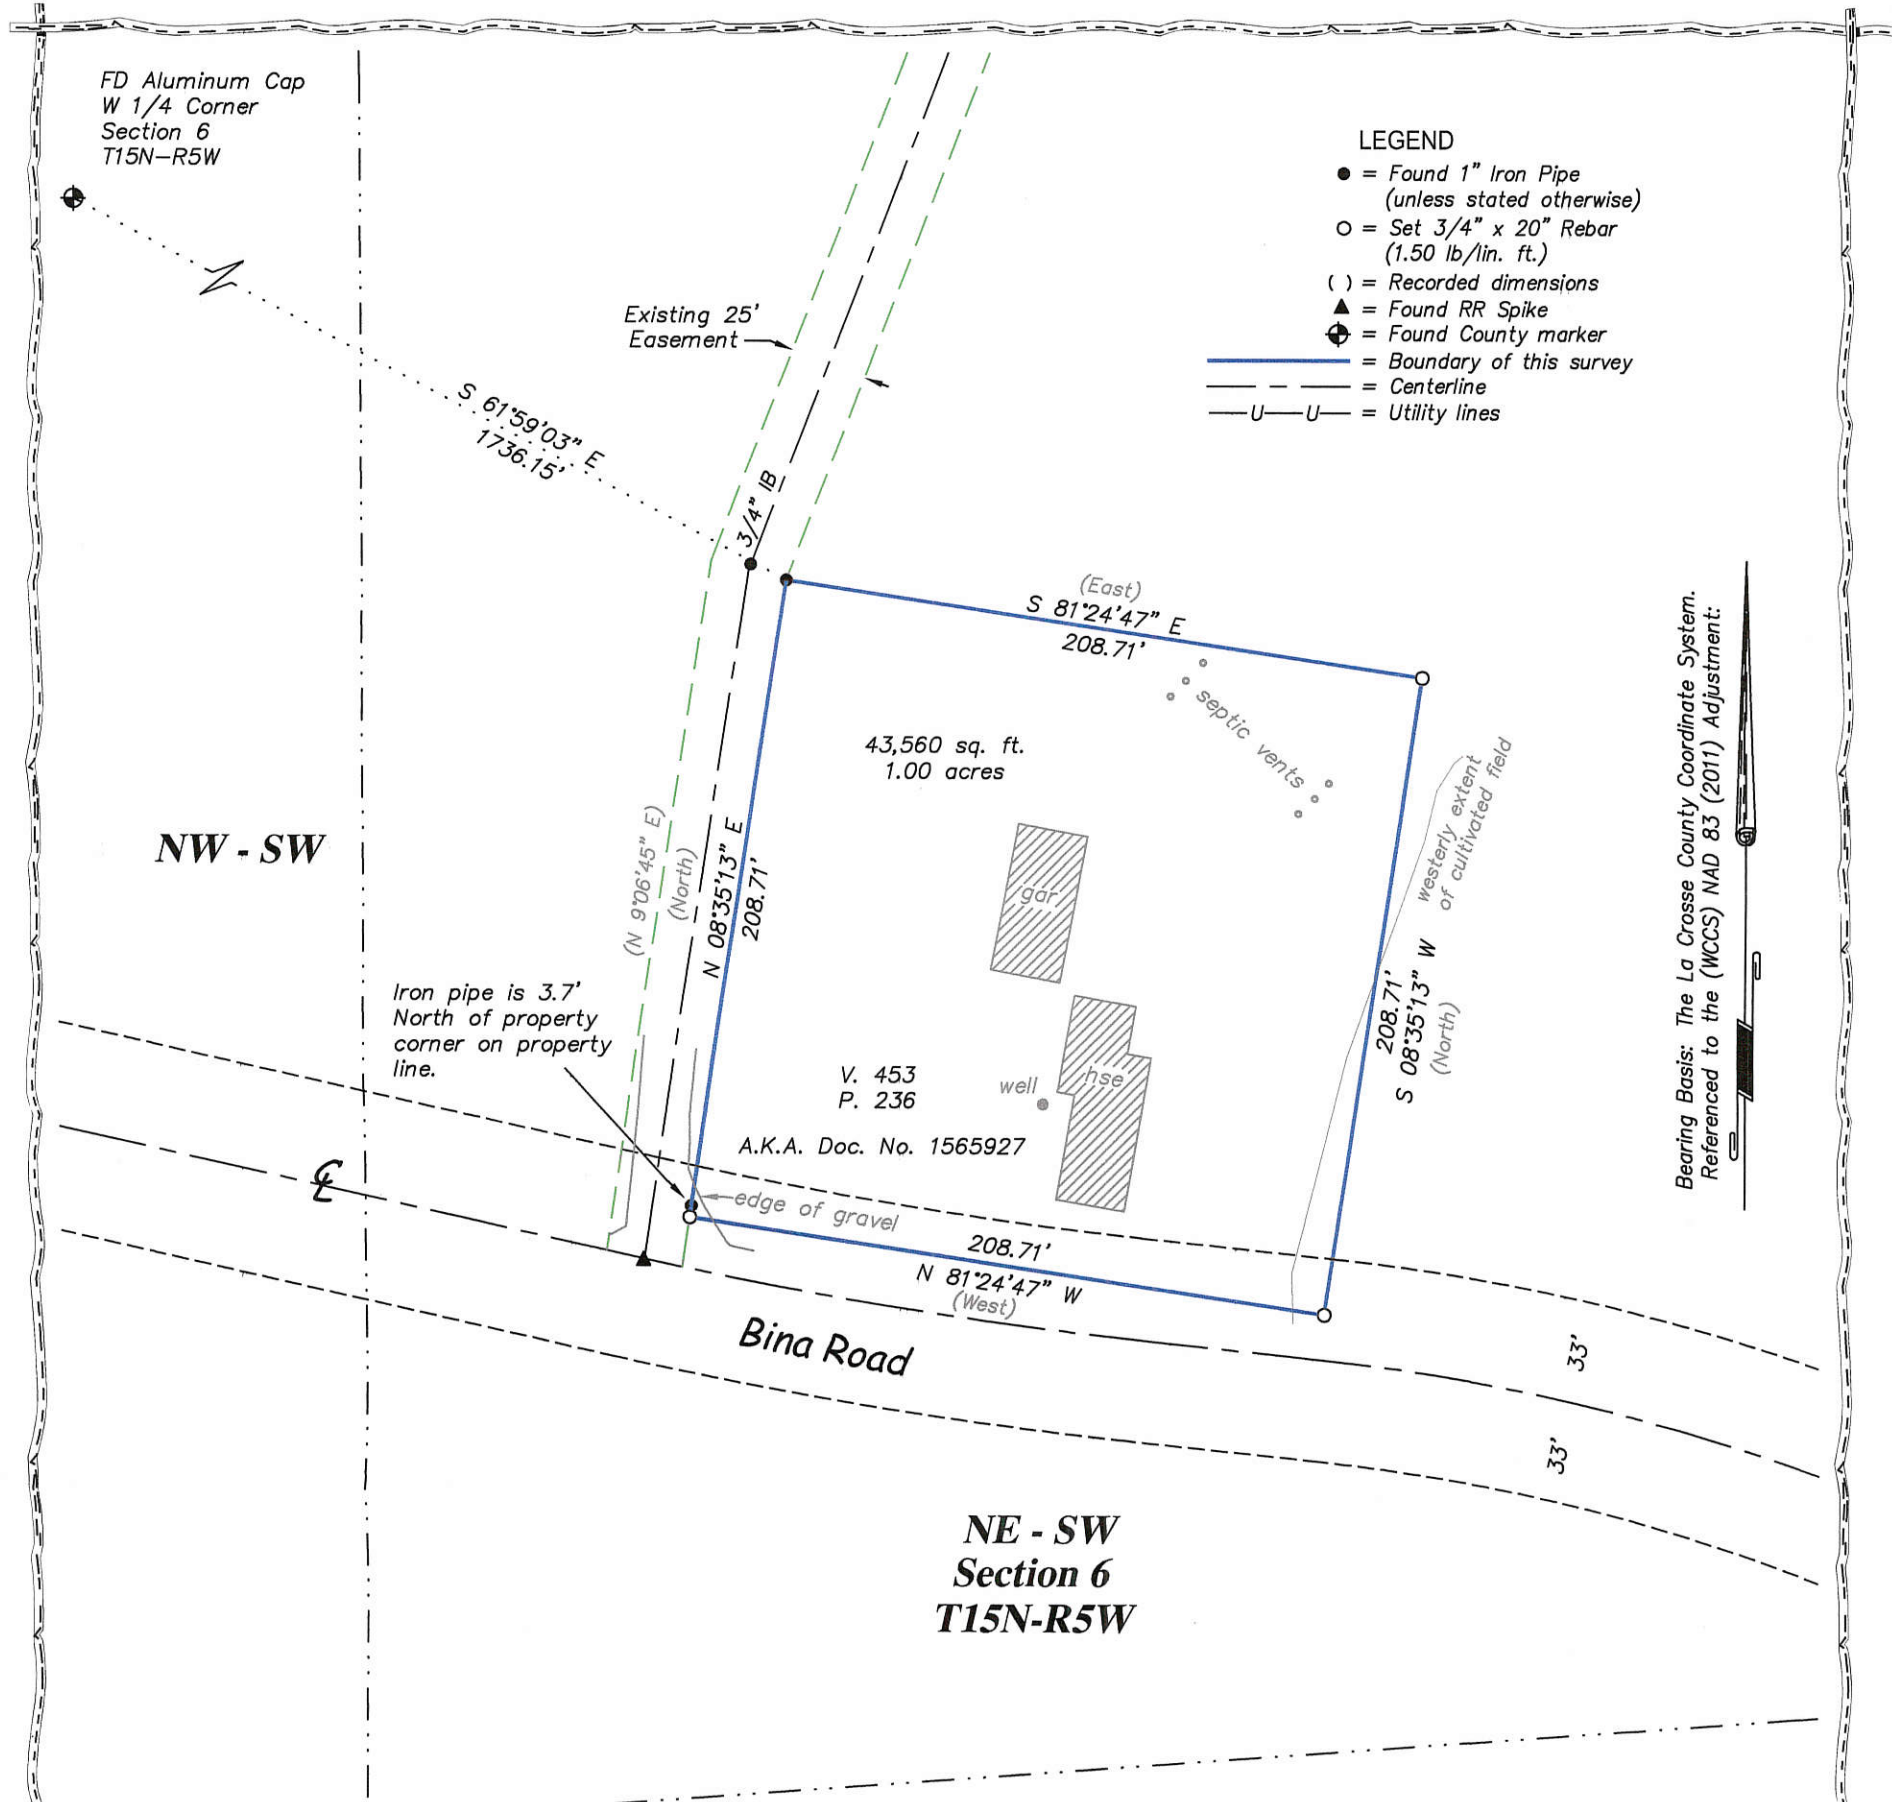 FD Aluminum Cap
W 1/4 Corner
Section 6
T15N-R5W
LEGEND
= Found 1" Iron Pipe
(unless stated otherwise)
= Set 3/4" x 20" Rebar
(1.50 lb/lin. ft.)
( ) = Recorded dimensions
= Found RR Spike
= Found County marker
= Boundary of this survey
= Centerline
U U = Utility lines
Existing 25'
Easement
S 61°59'03" E
1736.15'
3/4" IB
(East)
S 81°24'47" E
208.71'
septic vents
43,560 sq. ft.
1.00 acres
westerly extent
of cultivated field
NW - SW
(N 9°06'45" E)
(North)
N 08°35'13" E
208.71'
gar
Iron pipe is 3.7'
North of property
corner on property
line.
208.71'
S 08°35'13" W
(North)
V. 453
P. 236
well
hse
A.K.A. Doc. No. 1565927
edge of gravel
208.71'
N 81°24'47" W
(West)
℄
Bina Road
33'
33'
NE - SW
Section 6
T15N-R5W
Bearing Basis: The La Crosse County Coordinate System.
Referenced to the (WCCS) NAD 83 (2011) Adjustment: